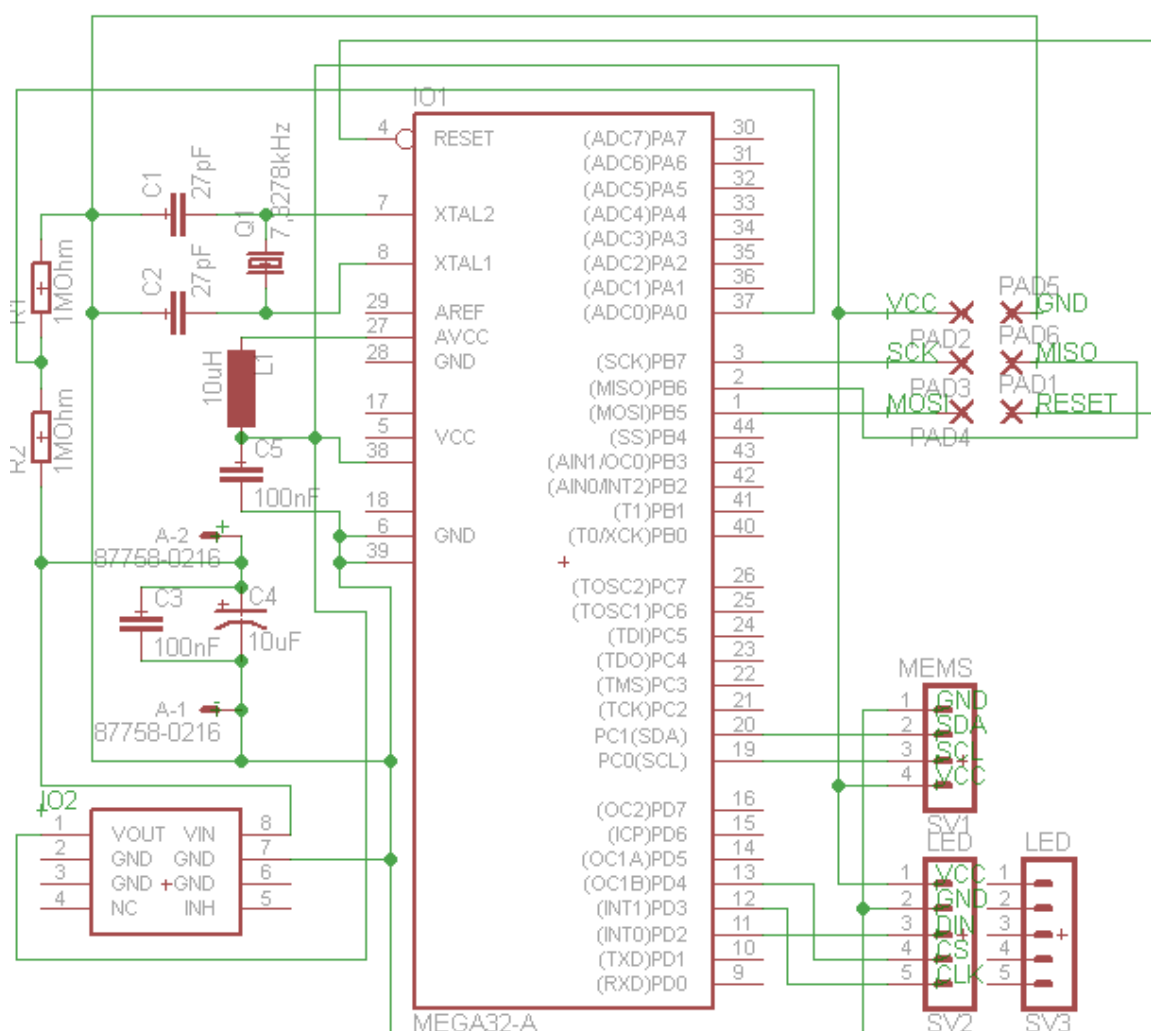 IO1
4 RESET (ADC7)PA7 30
(ADC6)PA6 31
(ADC5)PA5 32
7 XTAL2 (ADC4)PA4 33
(ADC3)PA3 34
8 XTAL1 (ADC2)PA2 35
(ADC1)PA1 36
29 AREF (ADC0)PA0 37
27 AVCC
28 GND (SCK)PB7 3
(MISO)PB6 2
17 (MOSI)PB5 1
5 VCC (SS)PB4 44
38 (AIN1/OC0)PB3 43
(AIN0/INT2)PB2 42
18 (T1)PB1 41
6 GND (T0/XCK)PB0 40
39
(TOSC2)PC7 26
(TOSC1)PC6 25
(TDI)PC5 24
(TDO)PC4 23
(TMS)PC3 22
(TCK)PC2 21
PC1(SDA) 20
PC0(SCL) 19
(OC2)PD7 16
(ICP)PD6 15
(OC1A)PD5 14
(OC1B)PD4 13
(INT1)PD3 12
(INT0)PD2 11
(TXD)PD1 10
(RXD)PD0 9
MEGA32-A
C1
27pF
Q1
7,3278kHz
C2
27pF
R1
1MOhm
R2
1MOhm
10uH
L1
C5
100nF
A-2 +
87758-0216
C3
100nF
C4
10uF
A-1 -
87758-0216
IO2
1 VOUT VIN 8
2 GND GND 7
3 GND GND 6
4 NC INH 5
VCC PAD5 GND
PAD2 PAD6
SCK MISO
PAD3 PAD1
MOSI RESET
PAD4
MEMS
1 GND
2 SDA
3 SCL
4 VCC
SV1
LED LED
1 VCC 1
2 GND 2
3 DIN 3
4 CS 4
5 CLK 5
SV2 SV3